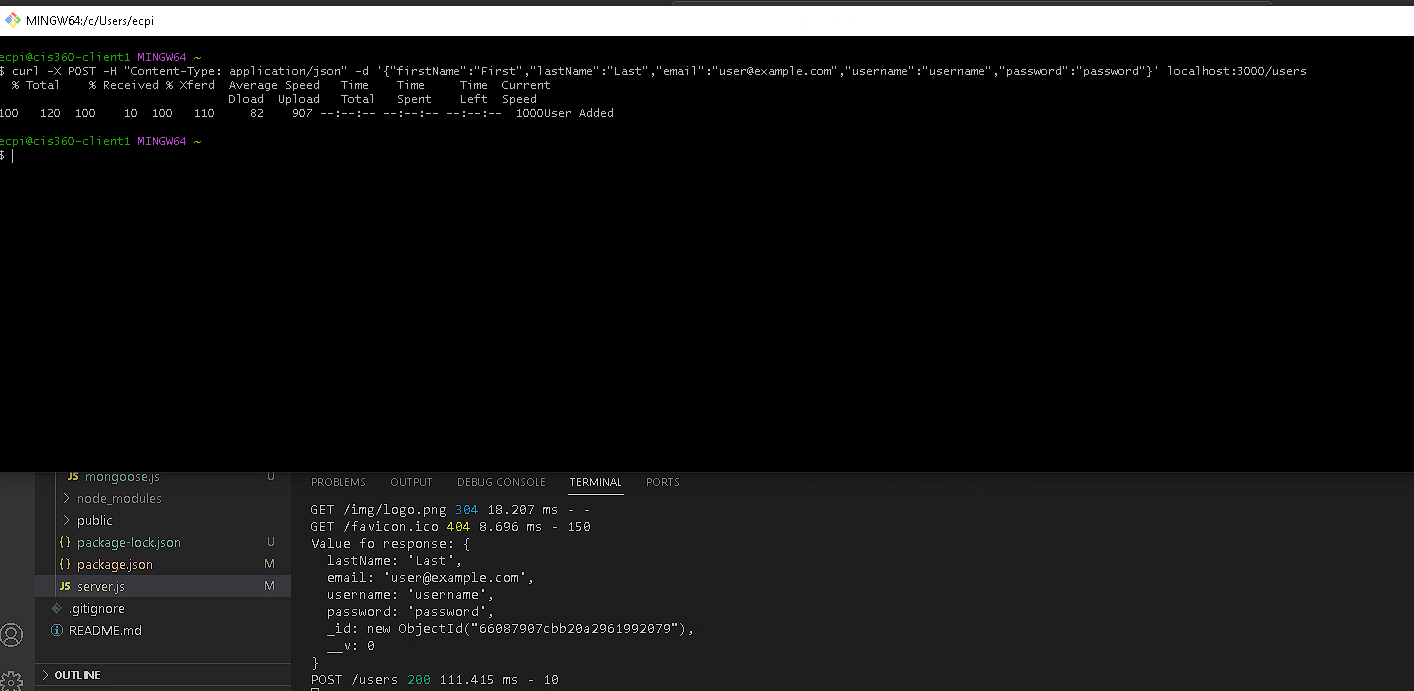 MINGW64:/c/Users/ecpi
ecpi@cis360-client1 MINGW64 ~
$ curl -X POST -H "Content-Type: application/json" -d '{"firstName":"First","lastName":"Last","email":"user@example.com","username":"username","password":"password"}' localhost:3000/users
% Total % Received % Xferd Average Speed Time Time Time Current
Dload Upload Total Spent Left Speed
100 120 100 10 100 110 82 907 --:--:-- --:--:-- --:--:-- 1000User Added
ecpi@cis360-client1 MINGW64 ~
$
JS mongoose.js U
> node_modules
> public
{} package-lock.json U
{} package.json M
JS server.js M
.gitignore
README.md
> OUTLINE
PROBLEMS OUTPUT DEBUG CONSOLE TERMINAL PORTS
GET /img/logo.png 304 18.207 ms - -
GET /favicon.ico 404 8.696 ms - 150
Value fo response: {
lastName: 'Last',
email: 'user@example.com',
username: 'username',
password: 'password',
_id: new ObjectId("66087907cbb20a2961992079"),
__v: 0
}
POST /users 200 111.415 ms - 10